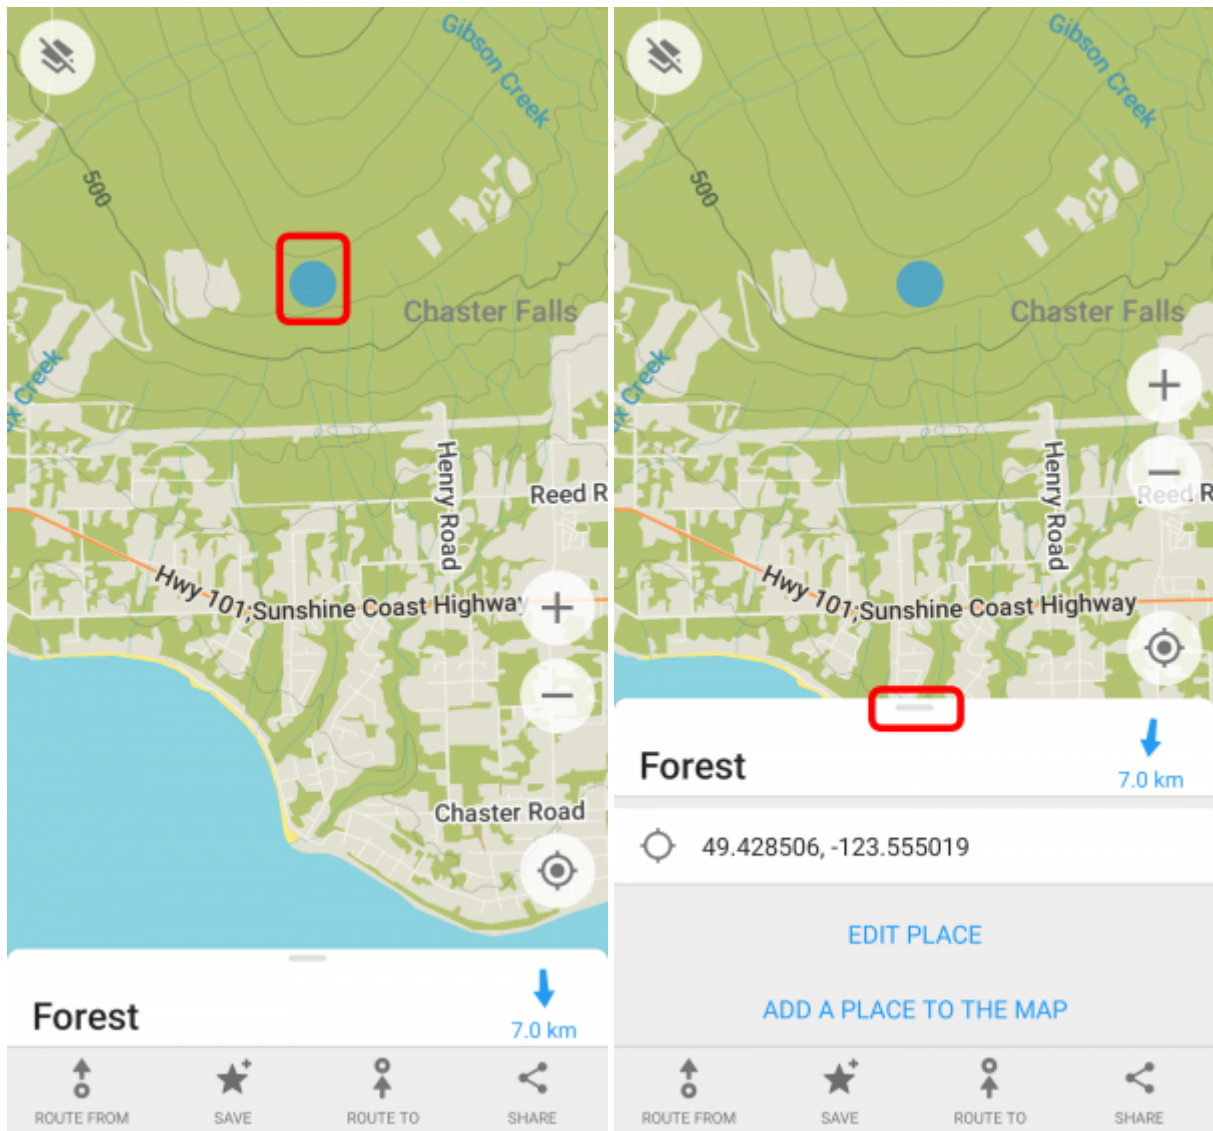 Gibson Creek
500
Chaster Falls
Creek
Henry Road
Reed R
Hwy 101;Sunshine Coast Highway
Chaster Road
Forest
7.0 km
ROUTE FROM
SAVE
ROUTE TO
SHARE
Gibson Creek
500
Chaster Falls
Creek
Henry Road
Reed R
Hwy 101;Sunshine Coast Highway
Forest
7.0 km
49.428506, -123.555019
EDIT PLACE
ADD A PLACE TO THE MAP
ROUTE FROM
SAVE
ROUTE TO
SHARE